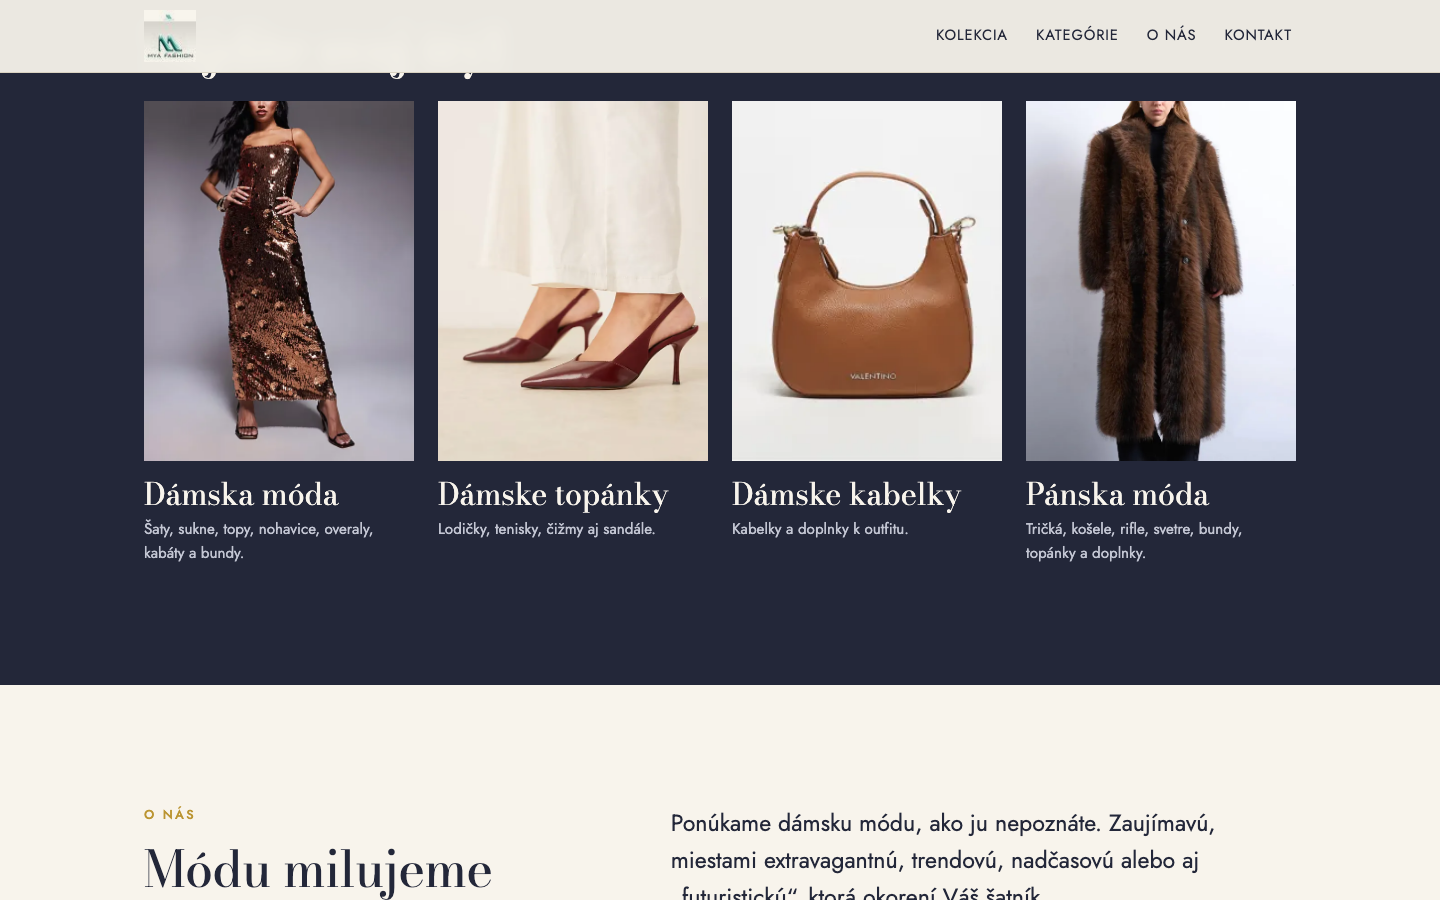 MYA FASHION
KOLEKCIA
KATEGÓRIE
O NÁS
KONTAKT
VALENTINO
Dámska móda
Šaty, sukne, topy, nohavice, overaly,
kabáty a bundy.
Dámske topánky
Lodičky, tenisky, čižmy aj sandále.
Dámske kabelky
Kabelky a doplnky k outfitu.
Pánska móda
Tričká, košele, rifle, svetre, bundy,
topánky a doplnky.
O NÁS
Módu milujeme
Ponúkame dámsku módu, ako ju nepoznáte. Zaujímavú,
miestami extravagantnú, trendovú, nadčasovú alebo aj
„futuristickú“, ktorá okorení Váš šatník.